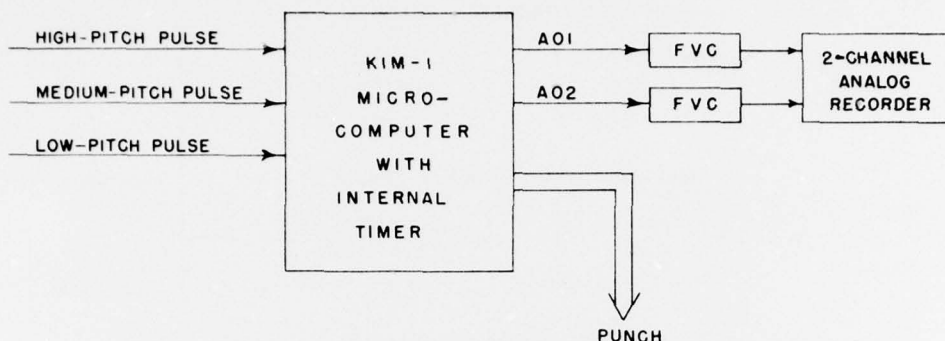 HIGH-PITCH PULSE
MEDIUM-PITCH PULSE
LOW-PITCH PULSE
KIM-1
MICRO-
COMPUTER
WITH
INTERNAL
TIMER
AO1
AO2
FVC
FVC
2-CHANNEL
ANALOG
RECORDER
PUNCH